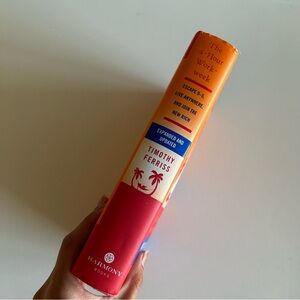 The
4-Hour
Work-
week
ESCAPE 9-5,
LIVE ANYWHERE,
AND JOIN THE
NEW RICH
EXPANDED AND
UPDATED
TIMOTHY
FERRISS
HARMONY
BOOKS